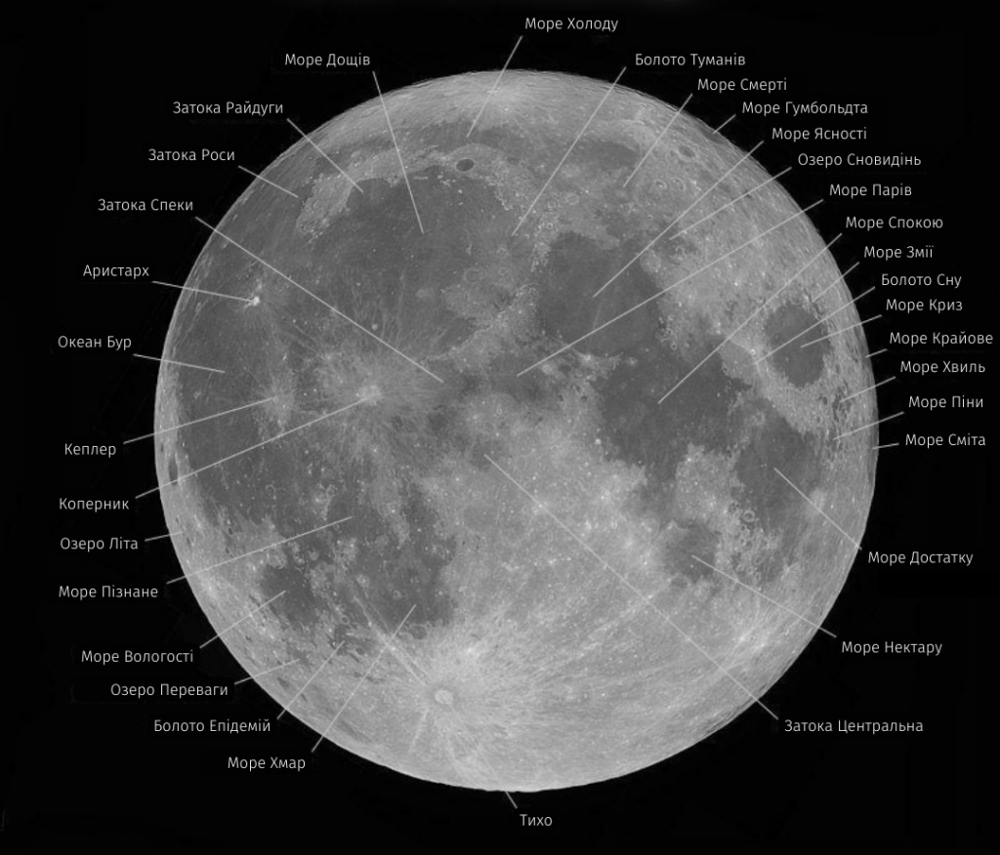 Море Холоду
Море Дощів
Болото Туманів
Море Смерті
Затока Райдуги
Море Гумбольдта
Море Ясності
Затока Роси
Озеро Сновидінь
Море Парів
Затока Спеки
Море Спокою
Море Змії
Аристарх
Болото Сну
Море Криз
Океан Бур
Море Крайове
Море Хвиль
Море Піни
Море Сміта
Кеплер
Коперник
Озеро Літа
Море Достатку
Море Пізнане
Море Нектару
Море Вологості
Озеро Переваги
Болото Епідемій
Затока Центральна
Море Хмар
Тихо